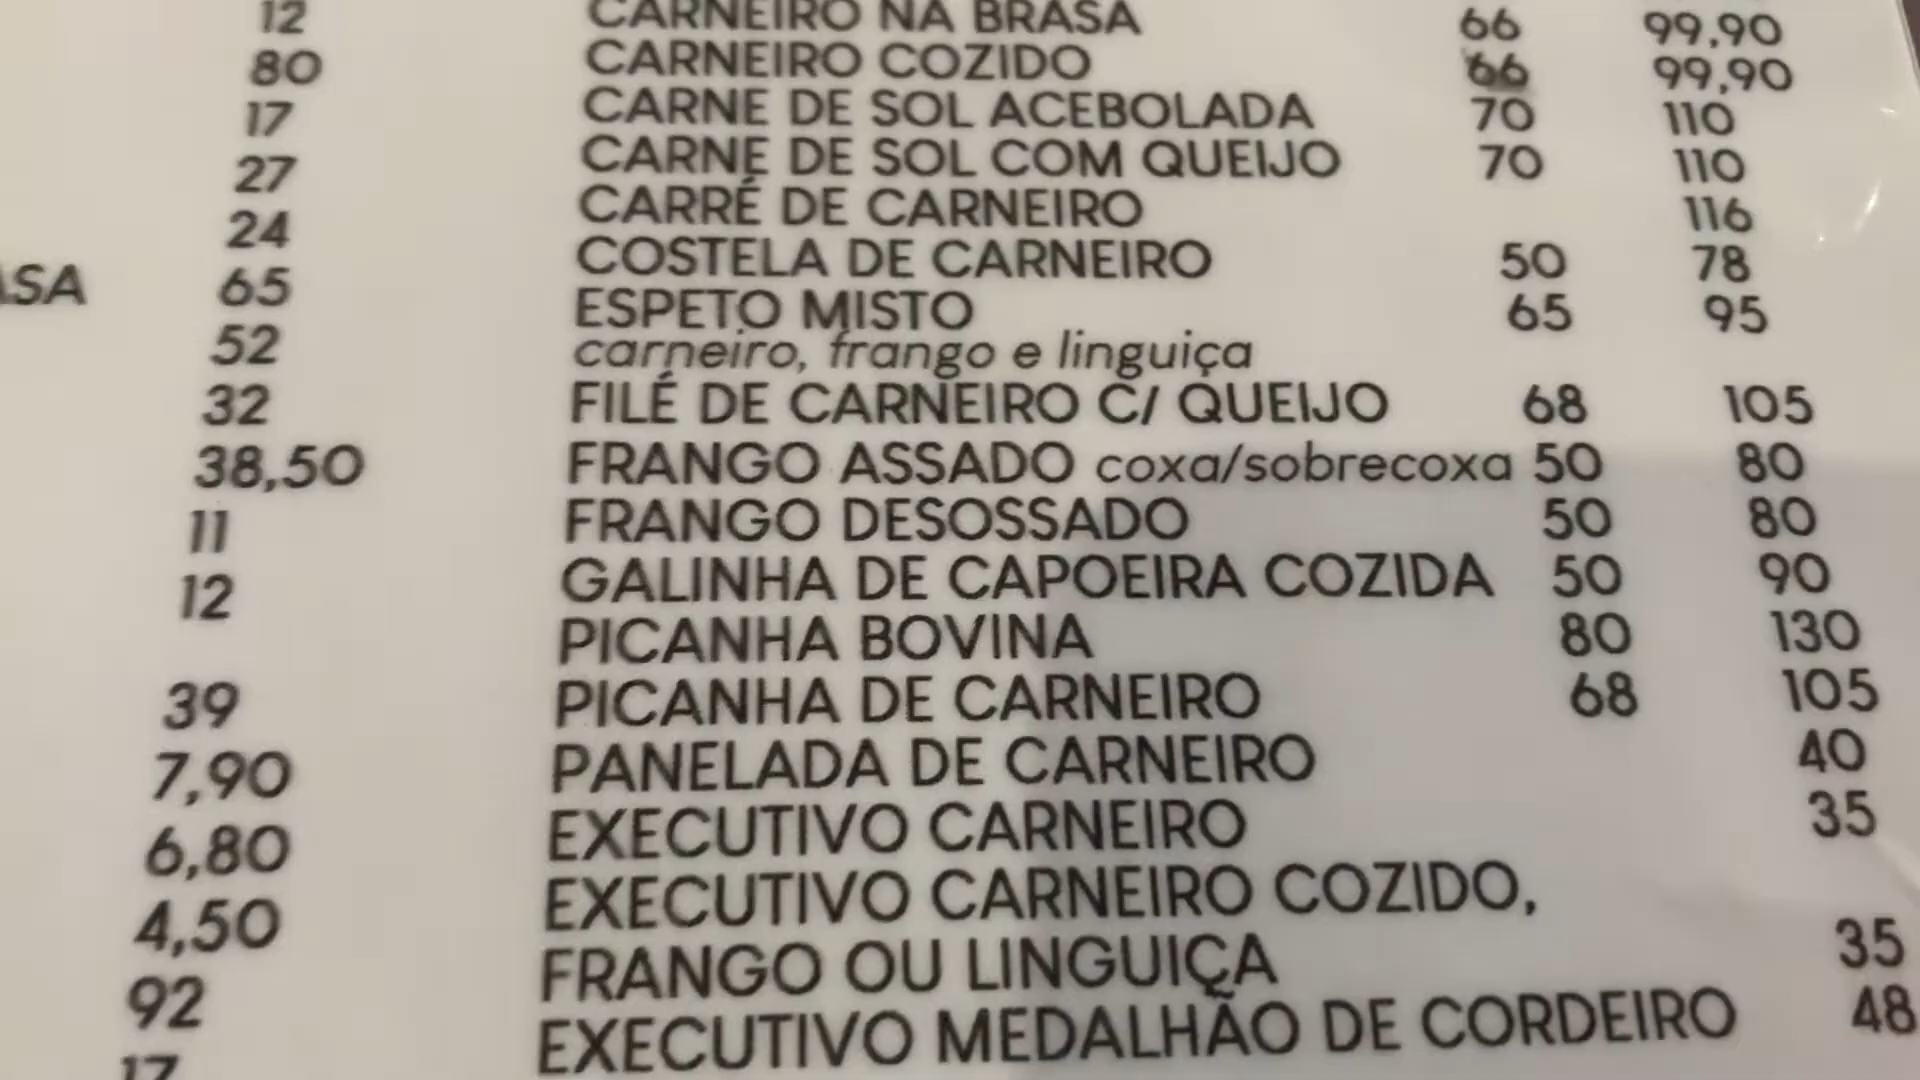 12 CARNEIRO NA BRASA 66 99,90
80 CARNEIRO COZIDO 66 99,90
17 CARNE DE SOL ACEBOLADA 70 110
27 CARNE DE SOL COM QUEIJO 70 110
24 CARRÉ DE CARNEIRO 116
ASA 65 COSTELA DE CARNEIRO 50 78
52 ESPETO MISTO 65 95
carneiro, frango e linguiça
32 FILÉ DE CARNEIRO C/ QUEIJO 68 105
38,50 FRANGO ASSADO coxa/sobrecoxa 50 80
11 FRANGO DESOSSADO 50 80
12 GALINHA DE CAPOEIRA COZIDA 50 90
PICANHA BOVINA 80 130
39 PICANHA DE CARNEIRO 68 105
7,90 PANELADA DE CARNEIRO 40
6,80 EXECUTIVO CARNEIRO 35
4,50 EXECUTIVO CARNEIRO COZIDO,
92 FRANGO OU LINGUIÇA 35
17 EXECUTIVO MEDALHÃO DE CORDEIRO 48